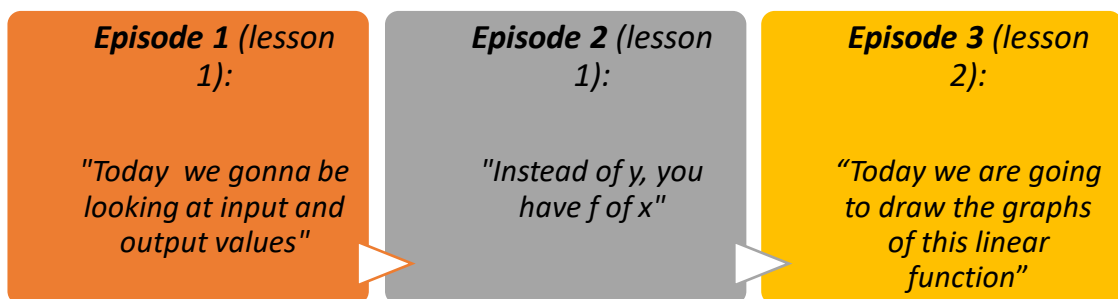 Episode 1 (lesson
1):
"Today  we gonna be
looking at input and
output values"
Episode 2 (lesson
1):
"Instead of y, you
have f of x"
Episode 3 (lesson
2):
“Today we are going
to draw the graphs
of this linear
function”